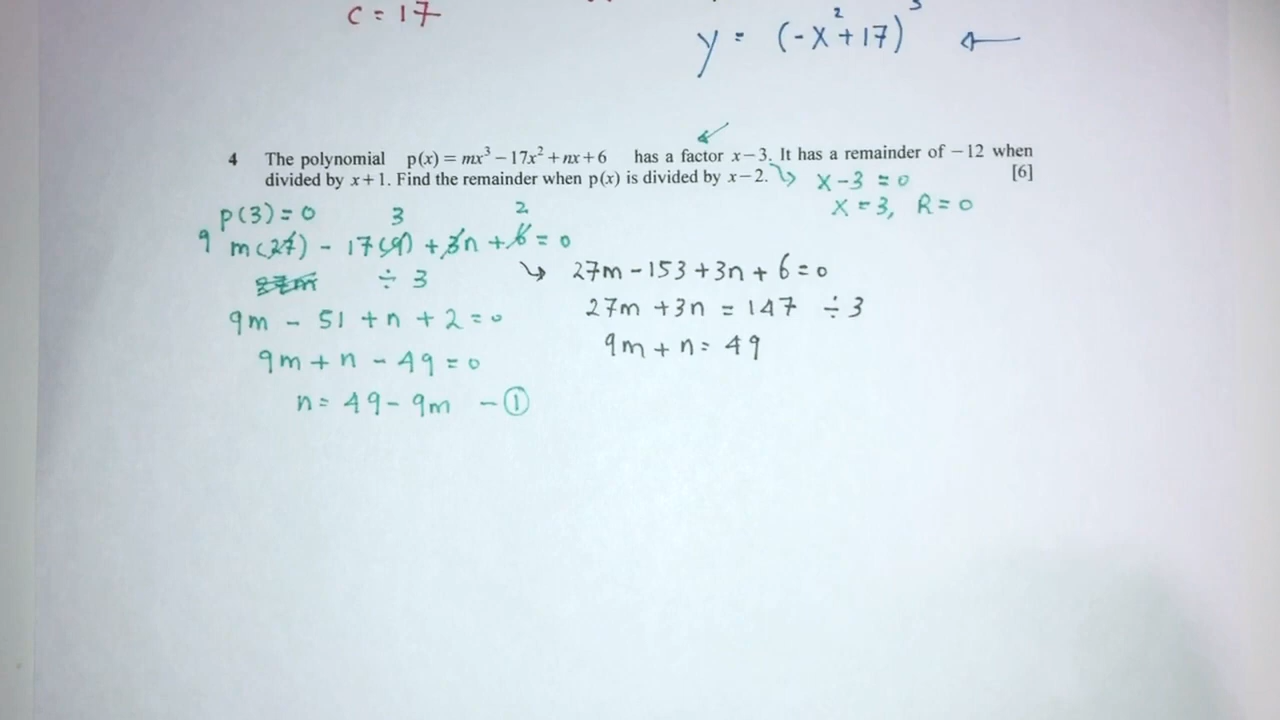 c = 17
y = (-x² + 17)³ ←
4 The polynomial p(x) = mx³ − 17x² + nx + 6 has a factor x − 3. It has a remainder of −12 when
divided by x + 1. Find the remainder when p(x) is divided by x − 2. [6]
x - 3 = 0
x = 3, R = 0
p(3) = 0
9 3 2
m(27) - 17(9) + 3n + 6 = 0
÷ 3
9m - 51 + n + 2 = 0
9m + n - 49 = 0
n = 49 - 9m - ①
27m - 153 + 3n + 6 = 0
27m + 3n = 147 ÷ 3
9m + n = 49